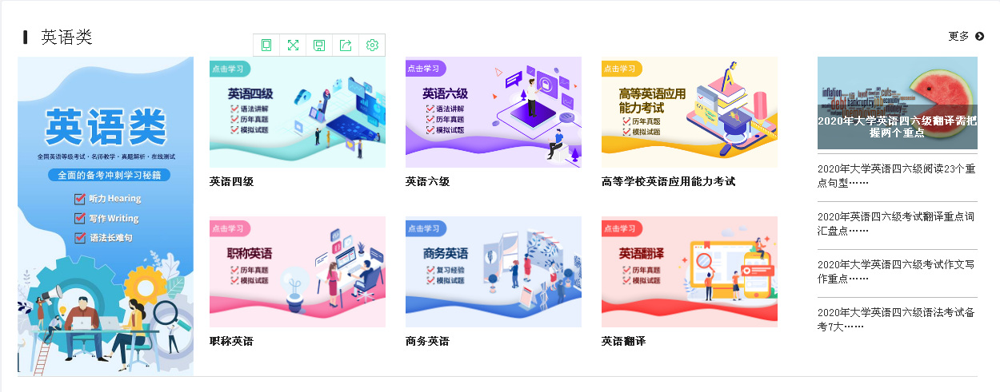 英语类
更多
英语类
全国英语等级考试·名师教学·真题解析·在线测试
全面的备考冲刺学习秘籍
听力 Hearing
写作 Writing
语法长难句
点击学习
英语四级
语法讲解
历年真题
模拟试题
英语四级
点击学习
英语六级
语法讲解
历年真题
模拟试题
英语六级
点击学习
高等英语应用
能力考试
历年真题
模拟试题
高等学校英语应用能力考试
点击学习
职称英语
历年真题
模拟试题
职称英语
点击学习
商务英语
复习经验
模拟试题
商务英语
点击学习
英语翻译
历年真题
模拟试题
英语翻译
inflation
debt
bankruptcy
job
cuts
economy
2020年大学英语四六级翻译需把
握两个重点
2020年大学英语四六级阅读23个重
点句型……
2020年英语四六级考试翻译重点词
汇盘点……
2020年大学英语四六级考试作文写
作重点……
2020年大学英语四六级语法考试备
考7大……